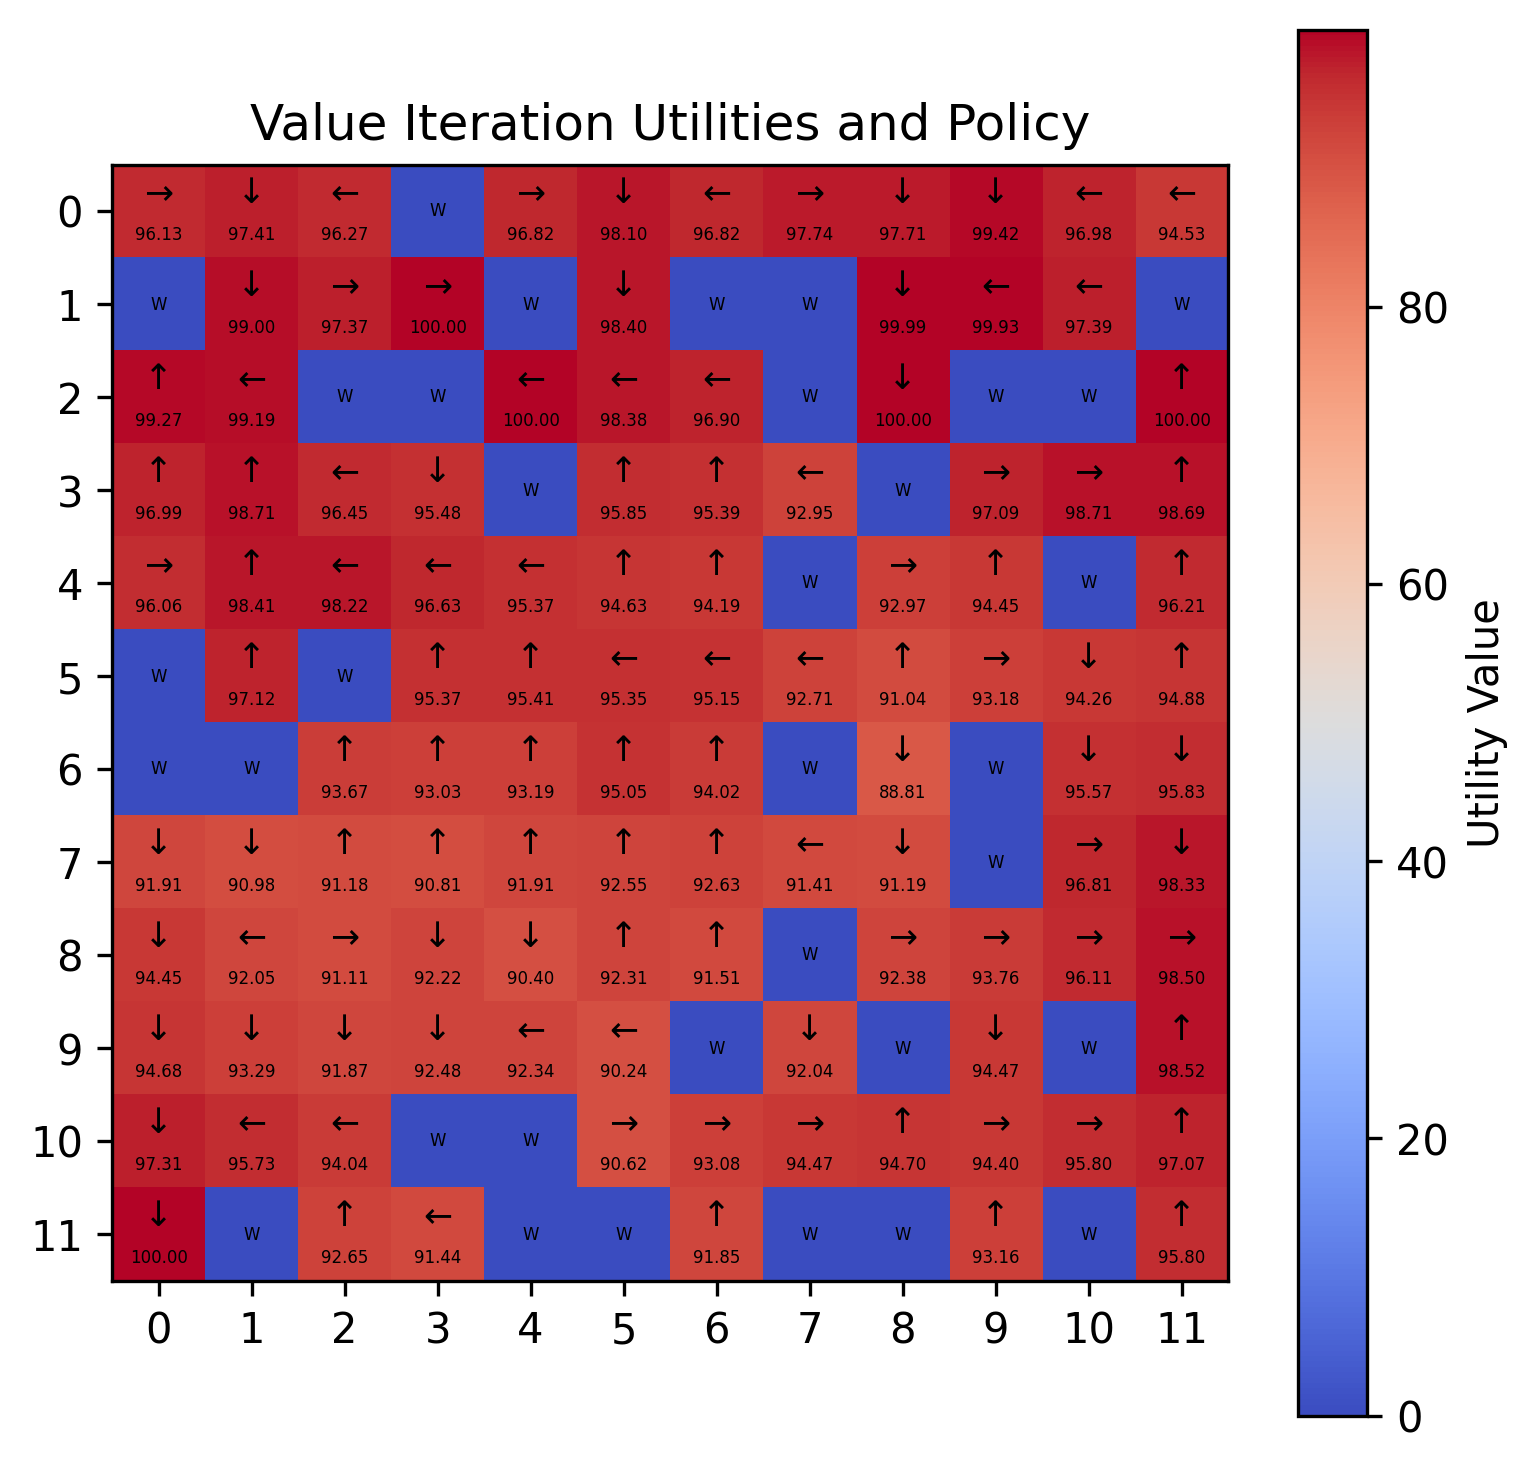 Value Iteration Utilities and Policy
0 → ↓ ← W → ↓ ← → ↓ ↓ ← ←
96.13 97.41 96.27 96.82 98.10 96.82 97.74 97.71 99.42 96.98 94.53
1 W ↓ → → W ↓ W W ↓ ← ← W
99.00 97.37 100.00 98.40 99.99 99.93 97.39
2 ↑ ← W W ← ← ← W ↓ W W ↑
99.27 99.19 100.00 98.38 96.90 100.00 100.00
3 ↑ ↑ ← ↓ W ↑ ↑ ← W → → ↑
96.99 98.71 96.45 95.48 95.85 95.39 92.95 97.09 98.71 98.69
4 → ↑ ← ← ← ↑ ↑ W → ↑ W ↑
96.06 98.41 98.22 96.63 95.37 94.63 94.19 92.97 94.45 96.21
5 W ↑ W ↑ ↑ ← ← ← ↑ → ↓ ↑
97.12 95.37 95.41 95.35 95.15 92.71 91.04 93.18 94.26 94.88
6 W W ↑ ↑ ↑ ↑ ↑ W ↓ W ↓ ↓
93.67 93.03 93.19 95.05 94.02 88.81 95.57 95.83
7 ↓ ↓ ↑ ↑ ↑ ↑ ↑ ← ↓ W → ↓
91.91 90.98 91.18 90.81 91.91 92.55 92.63 91.41 91.19 96.81 98.33
8 ↓ ← → ↓ ↓ ↑ ↑ W → → → →
94.45 92.05 91.11 92.22 90.40 92.31 91.51 92.38 93.76 96.11 98.50
9 ↓ ↓ ↓ ↓ ← ← W ↓ W ↓ W ↑
94.68 93.29 91.87 92.48 92.34 90.24 92.04 94.47 98.52
10 ↓ ← ← W W → → → ↑ → → ↑
97.31 95.73 94.04 90.62 93.08 94.47 94.70 94.40 95.80 97.07
11 ↓ W ↑ ← W W ↑ W W ↑ W ↑
100.00 92.65 91.44 91.85 93.16 95.80
0 1 2 3 4 5 6 7 8 9 10 11
80
60
40
20
0
Utility Value